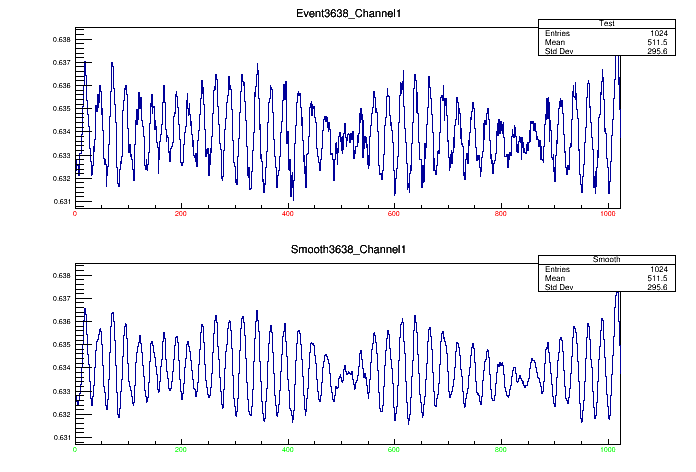 Event3638_Channel1
Test
Entries 1024
Mean 511.5
Std Dev 295.6
0.638
0.637
0.636
0.635
0.634
0.633
0.632
0.631
0 200 400 600 800 1000
Smooth3638_Channel1
Smooth
Entries 1024
Mean 511.5
Std Dev 295.6
0.638
0.637
0.636
0.635
0.634
0.633
0.632
0.631
0 200 400 600 800 1000